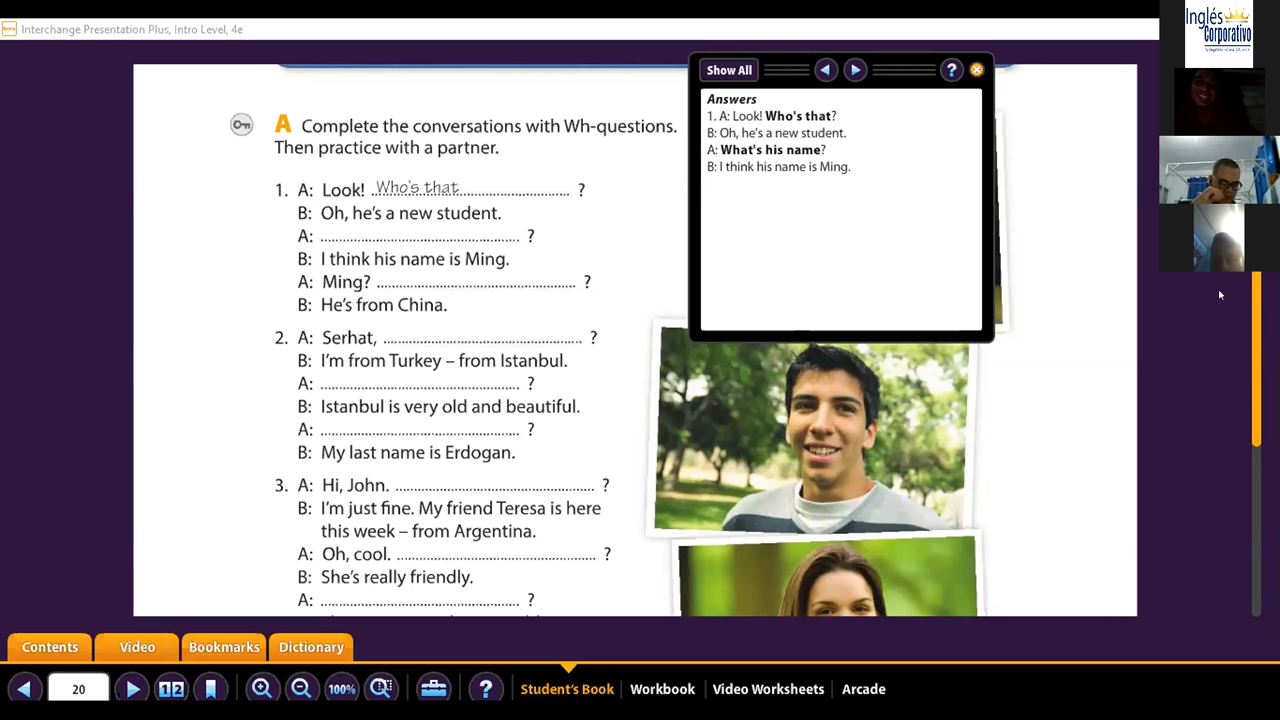 Interchange Presentation Plus, Intro Level, 4e
Inglés
Corporativo
Show All
?
Answers
1. A: Look! Who's that?
B: Oh, he's a new student.
A: What's his name?
B: I think his name is Ming.
A Complete the conversations with Wh-questions.
Then practice with a partner.
1. A: Look! Who's that ?
B: Oh, he's a new student.
A: ?
B: I think his name is Ming.
A: Ming? ?
B: He's from China.
2. A: Serhat, ?
B: I'm from Turkey – from Istanbul.
A: ?
B: Istanbul is very old and beautiful.
A: ?
B: My last name is Erdogan.
3. A: Hi, John. ?
B: I'm just fine. My friend Teresa is here
this week – from Argentina.
A: Oh, cool. ?
B: She's really friendly.
A: ?
Contents Video Bookmarks Dictionary
20 12 100% ? Student's Book Workbook Video Worksheets Arcade